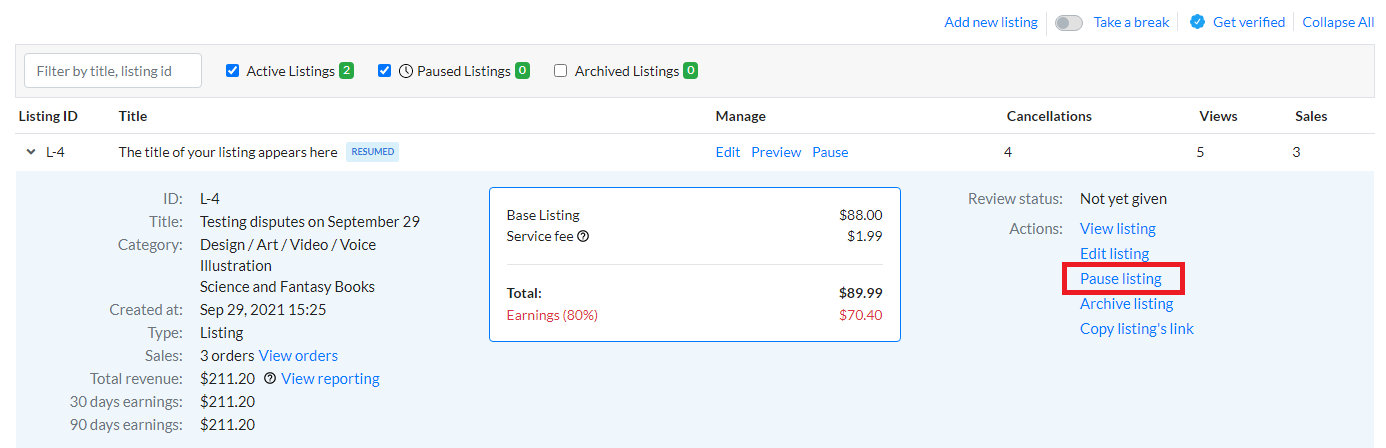 Add new listing Take a break Get verified Collapse All
Filter by title, listing id Active Listings 2 Paused Listings 0 Archived Listings 0
Listing ID Title Manage Cancellations Views Sales
L-4 The title of your listing appears here RESUMED Edit Preview Pause 4 5 3
ID: L-4
Title: Testing disputes on September 29
Category: Design / Art / Video / Voice
Illustration
Science and Fantasy Books
Created at: Sep 29, 2021 15:25
Type: Listing
Sales: 3 orders View orders
Total revenue: $211.20 View reporting
30 days earnings: $211.20
90 days earnings: $211.20
Base Listing $88.00
Service fee $1.99
Total: $89.99
Earnings (80%) $70.40
Review status: Not yet given
Actions: View listing
Edit listing
Pause listing
Archive listing
Copy listing's link